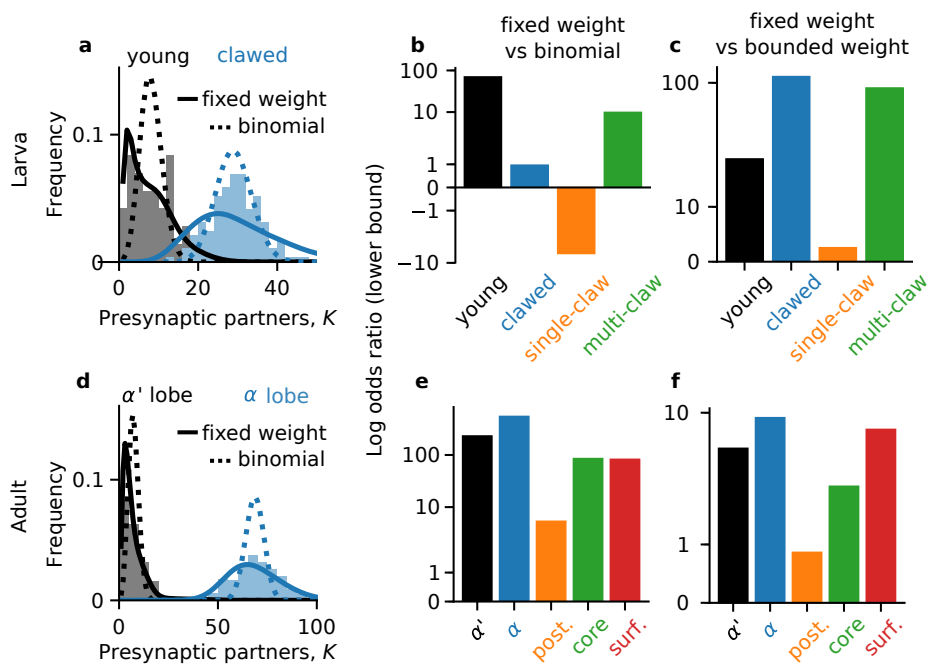 a
young
clawed
fixed weight
binomial
0.1
0
0
20
40
Frequency
Larva
Presynaptic partners, K
b
fixed weight
vs binomial
100
10
1
0
−1
−10
young
clawed
single-claw
multi-claw
Log odds ratio (lower bound)
c
fixed weight
vs bounded weight
100
10
0
young
clawed
single-claw
multi-claw
d
α' lobe
α lobe
fixed weight
binomial
0.1
0
0
50
100
Frequency
Adult
Presynaptic partners, K
e
100
10
1
0
α'
α
post.
core
surf.
f
10
1
0
α'
α
post.
core
surf.